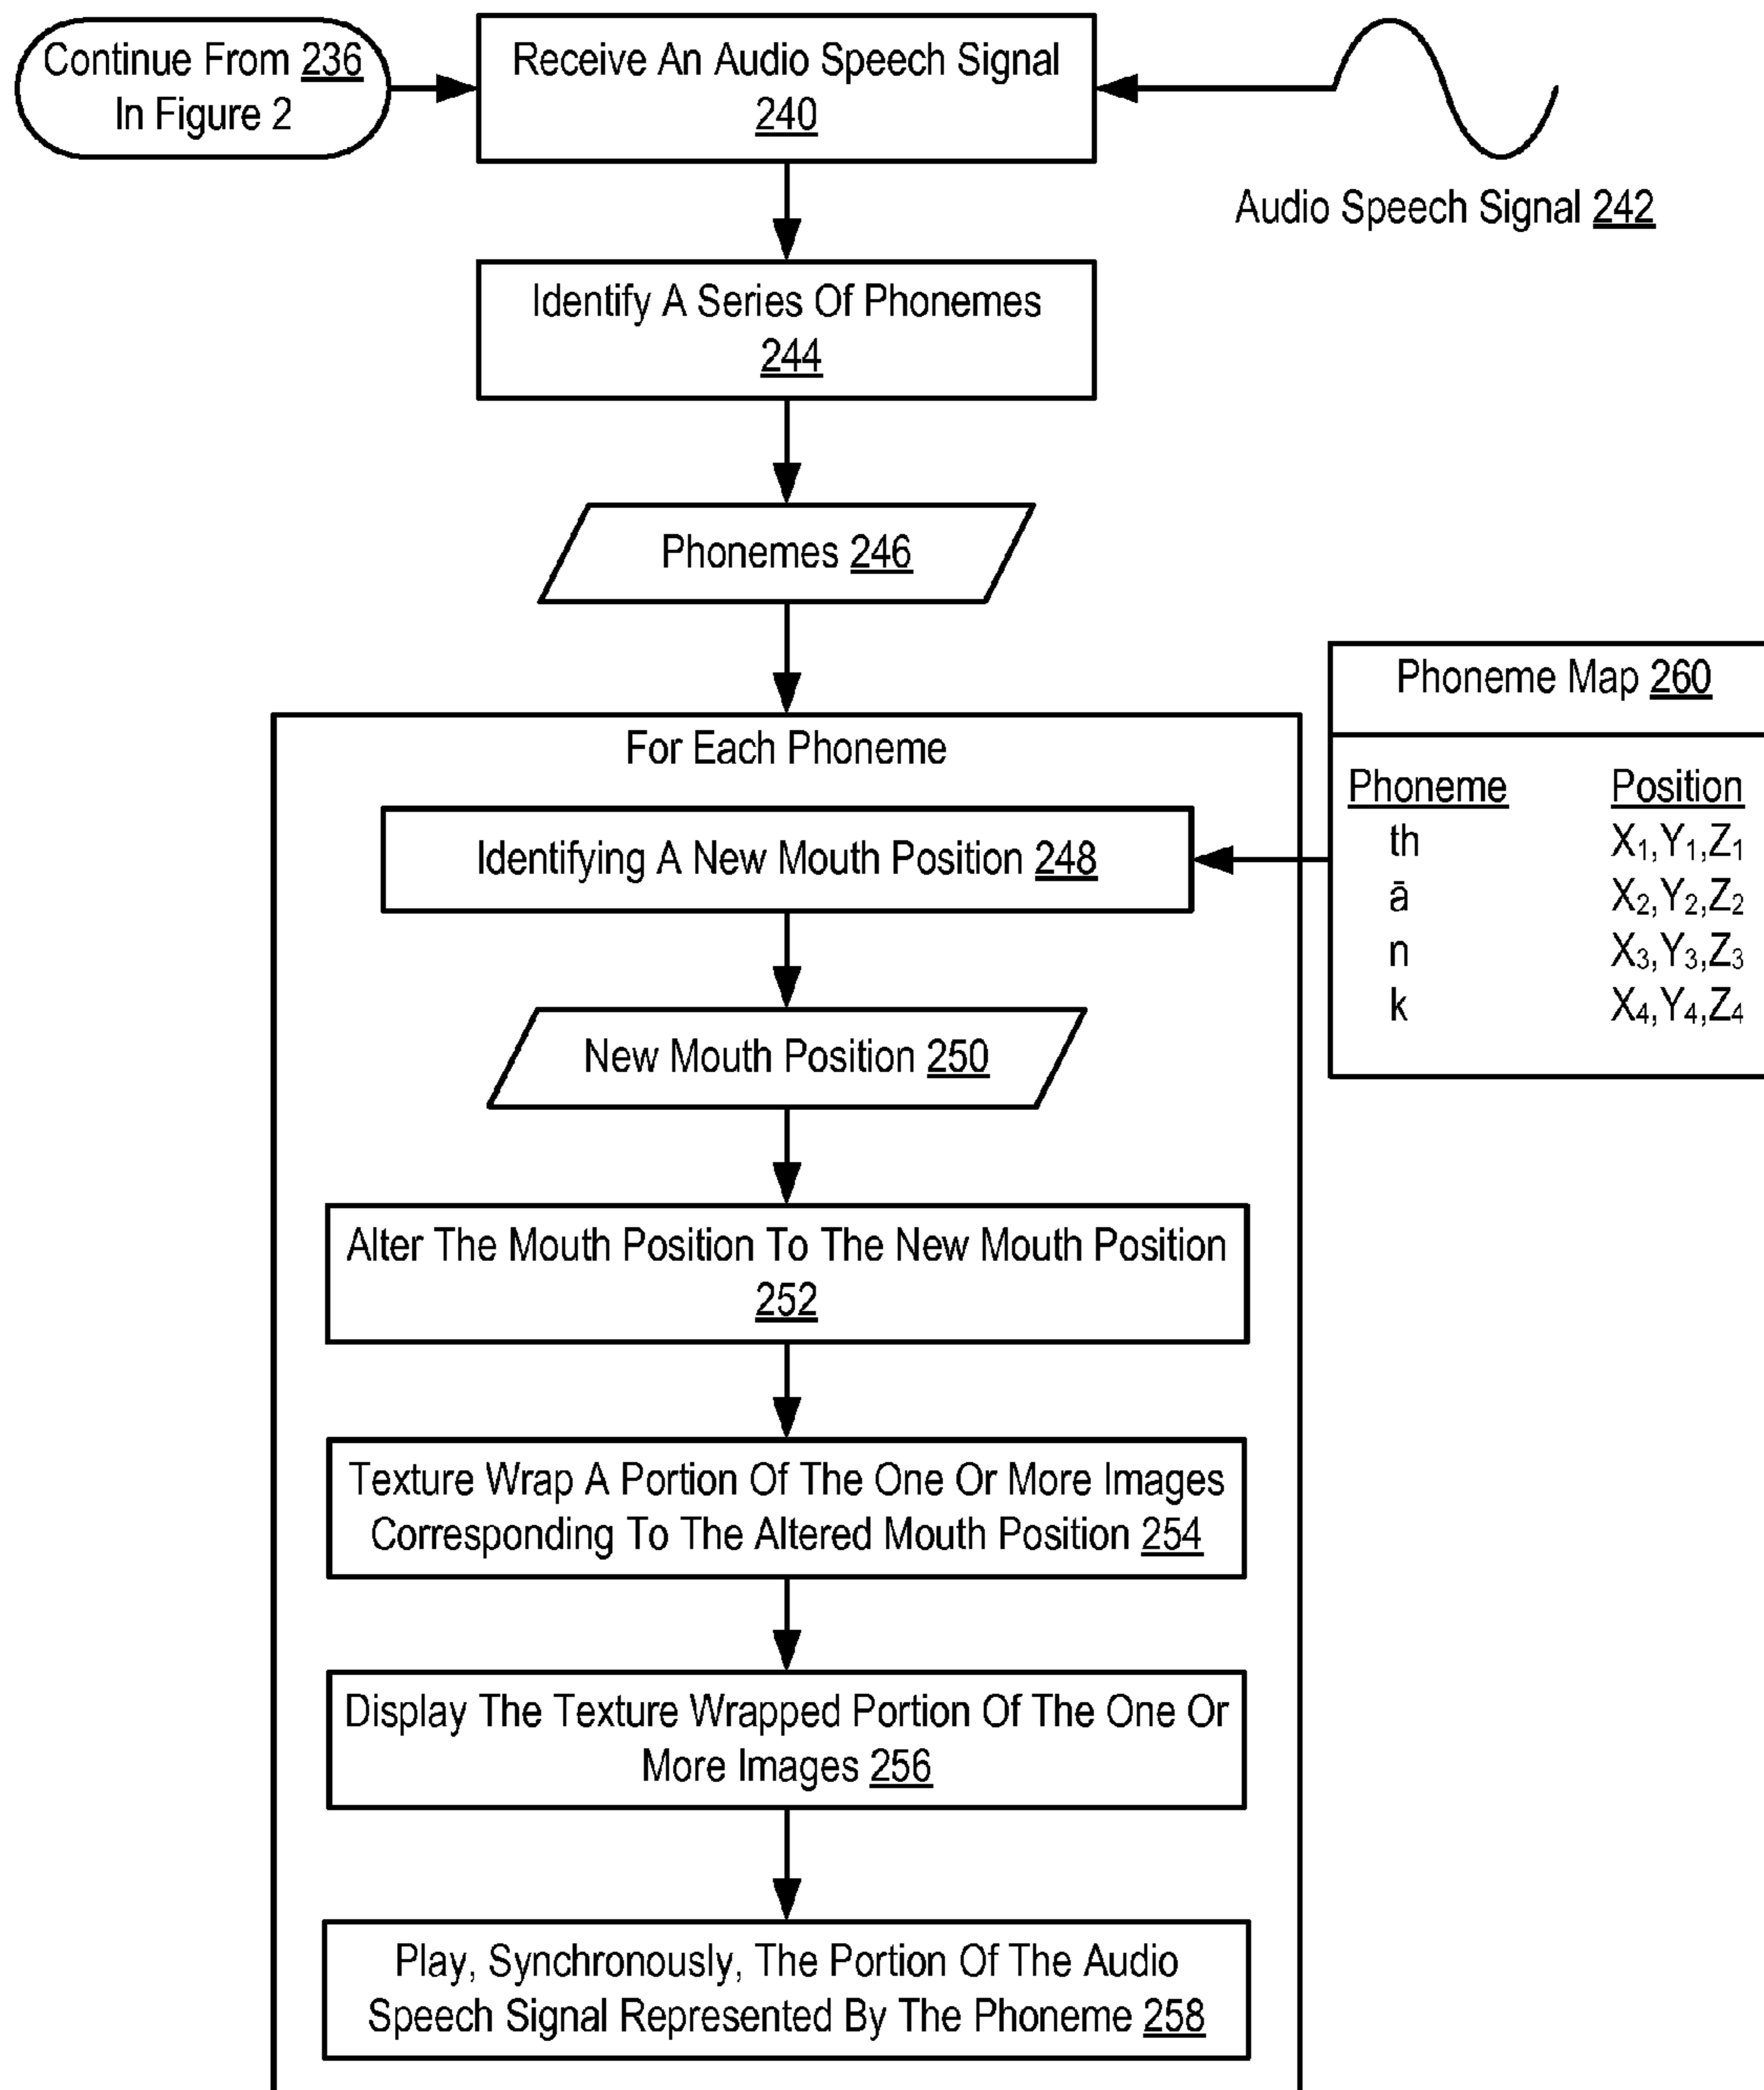 Continue From 236
In Figure 2
Receive An Audio Speech Signal
240
Audio Speech Signal 242
Identify A Series Of Phonemes
244
Phonemes 246
Phoneme Map 260
Phoneme Position
th X₁,Y₁,Z₁
ā X₂,Y₂,Z₂
n X₃,Y₃,Z₃
k X₄,Y₄,Z₄
For Each Phoneme
Identifying A New Mouth Position 248
New Mouth Position 250
Alter The Mouth Position To The New Mouth Position
252
Texture Wrap A Portion Of The One Or More Images
Corresponding To The Altered Mouth Position 254
Display The Texture Wrapped Portion Of The One Or
More Images 256
Play, Synchronously, The Portion Of The Audio
Speech Signal Represented By The Phoneme 258